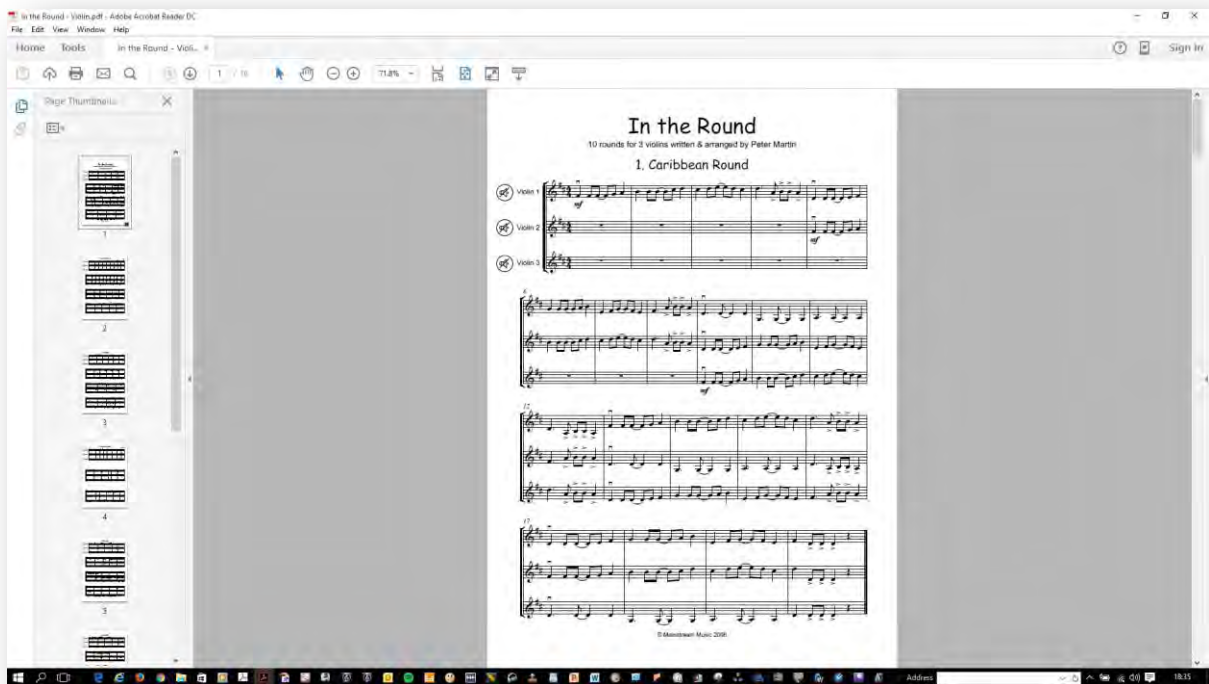 In the Round - Violin.pdf - Adobe Acrobat Reader DC
File Edit View Window Help
Home Tools In the Round - Violi... × Sign In
1 / 16 71.8%
Page Thumbnails
1
2
3
4
In the Round
10 rounds for 3 violins written & arranged by Peter Martin
1. Caribbean Round
Violin 1
mf
Violin 2
mf
Violin 3
6
mf
12
17
© Mainstream Music
Address 18:35